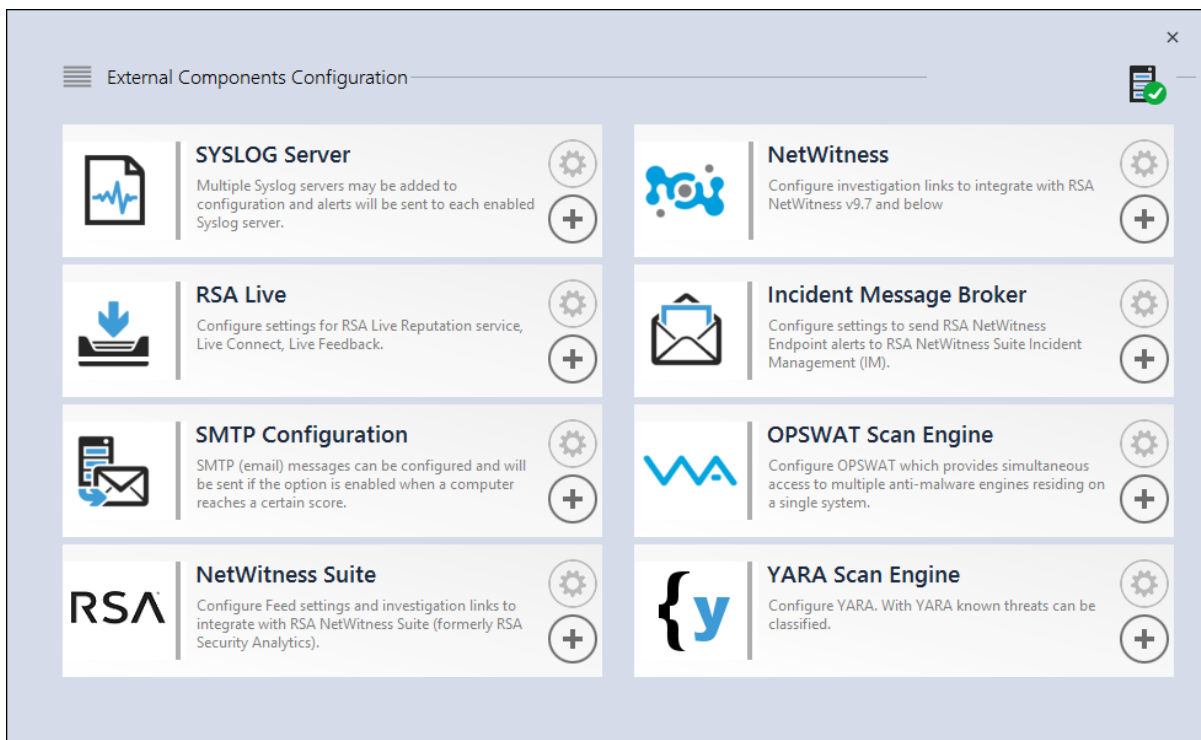 External Components Configuration
SYSLOG Server
Multiple Syslog servers may be added to
configuration and alerts will be sent to each enabled
Syslog server.
NetWitness
Configure investigation links to integrate with RSA
NetWitness v9.7 and below
RSA Live
Configure settings for RSA Live Reputation service,
Live Connect, Live Feedback.
Incident Message Broker
Configure settings to send RSA NetWitness
Endpoint alerts to RSA NetWitness Suite Incident
Management (IM).
SMTP Configuration
SMTP (email) messages can be configured and will
be sent if the option is enabled when a computer
reaches a certain score.
OPSWAT Scan Engine
Configure OPSWAT which provides simultaneous
access to multiple anti-malware engines residing on
a single system.
RSA
NetWitness Suite
Configure Feed settings and investigation links to
integrate with RSA NetWitness Suite (formerly RSA
Security Analytics).
{y
YARA Scan Engine
Configure YARA. With YARA known threats can be
classified.